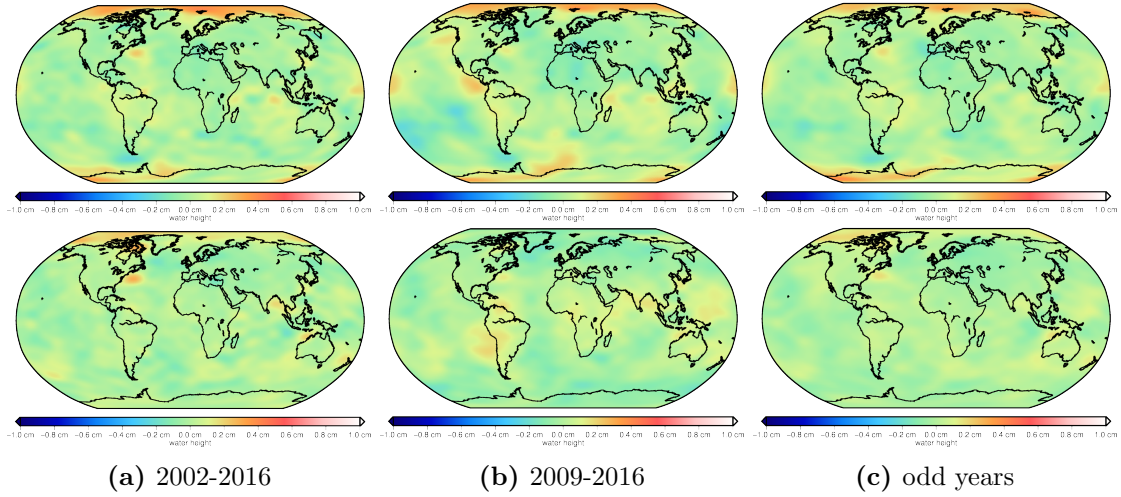 −1.0 cm −0.8 cm −0.6 cm −0.4 cm −0.2 cm 0.0 cm 0.2 cm 0.4 cm 0.6 cm 0.8 cm 1.0 cm
water height
−1.0 cm −0.8 cm −0.6 cm −0.4 cm −0.2 cm 0.0 cm 0.2 cm 0.4 cm 0.6 cm 0.8 cm 1.0 cm
water height
−1.0 cm −0.8 cm −0.6 cm −0.4 cm −0.2 cm 0.0 cm 0.2 cm 0.4 cm 0.6 cm 0.8 cm 1.0 cm
water height
−1.0 cm −0.8 cm −0.6 cm −0.4 cm −0.2 cm 0.0 cm 0.2 cm 0.4 cm 0.6 cm 0.8 cm 1.0 cm
water height
−1.0 cm −0.8 cm −0.6 cm −0.4 cm −0.2 cm 0.0 cm 0.2 cm 0.4 cm 0.6 cm 0.8 cm 1.0 cm
water height
−1.0 cm −0.8 cm −0.6 cm −0.4 cm −0.2 cm 0.0 cm 0.2 cm 0.4 cm 0.6 cm 0.8 cm 1.0 cm
water height
(a) 2002-2016
(b) 2009-2016
(c) odd years